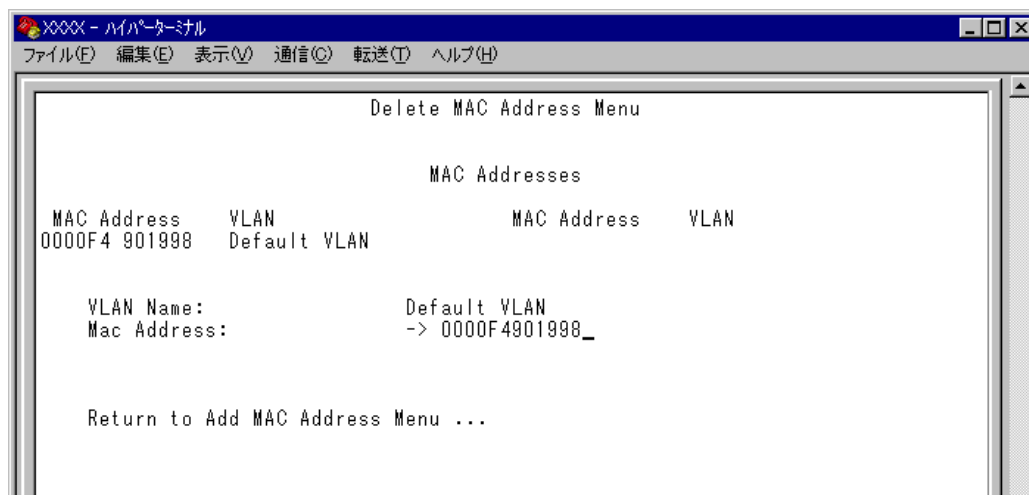 XXXX - ハイパーターミナル
ファイル(F) 編集(E) 表示(V) 通信(C) 転送(T) ヘルプ(H)
Delete MAC Address Menu
MAC Addresses
MAC Address VLAN MAC Address VLAN
0000F4 901998 Default VLAN
VLAN Name: Default VLAN
Mac Address: -> 0000F4901998_
Return to Add MAC Address Menu ...